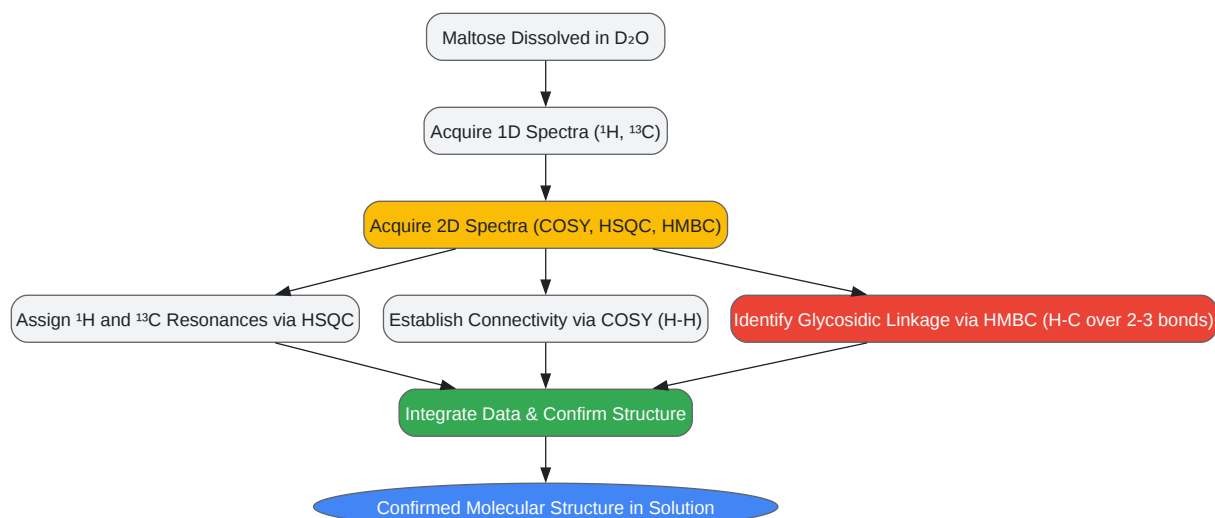 Maltose Dissolved in D₂O
Acquire 1D Spectra (¹H, ¹³C)
Acquire 2D Spectra (COSY, HSQC, HMBC)
Assign ¹H and ¹³C Resonances via HSQC
Establish Connectivity via COSY (H-H)
Identify Glycosidic Linkage via HMBC (H-C over 2-3 bonds)
Integrate Data & Confirm Structure
Confirmed Molecular Structure in Solution